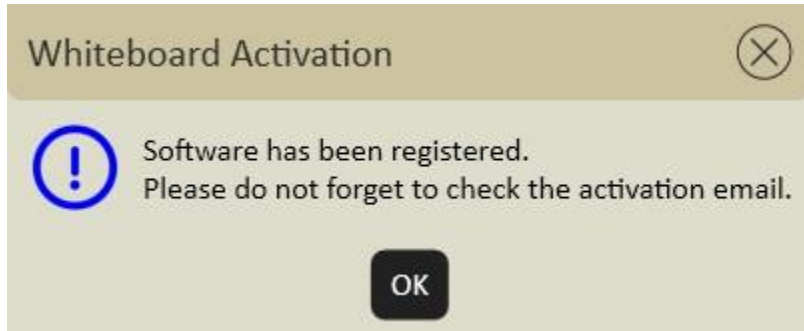 Whiteboard Activation
Software has been registered.
Please do not forget to check the activation email.
OK